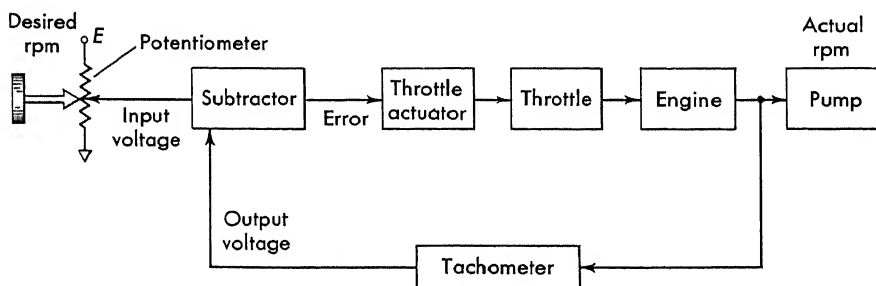 Desired
rpm
E
Potentiometer
Input
voltage
Subtractor
Error
Throttle
actuator
Throttle
Engine
Actual
rpm
Pump
Output
voltage
Tachometer